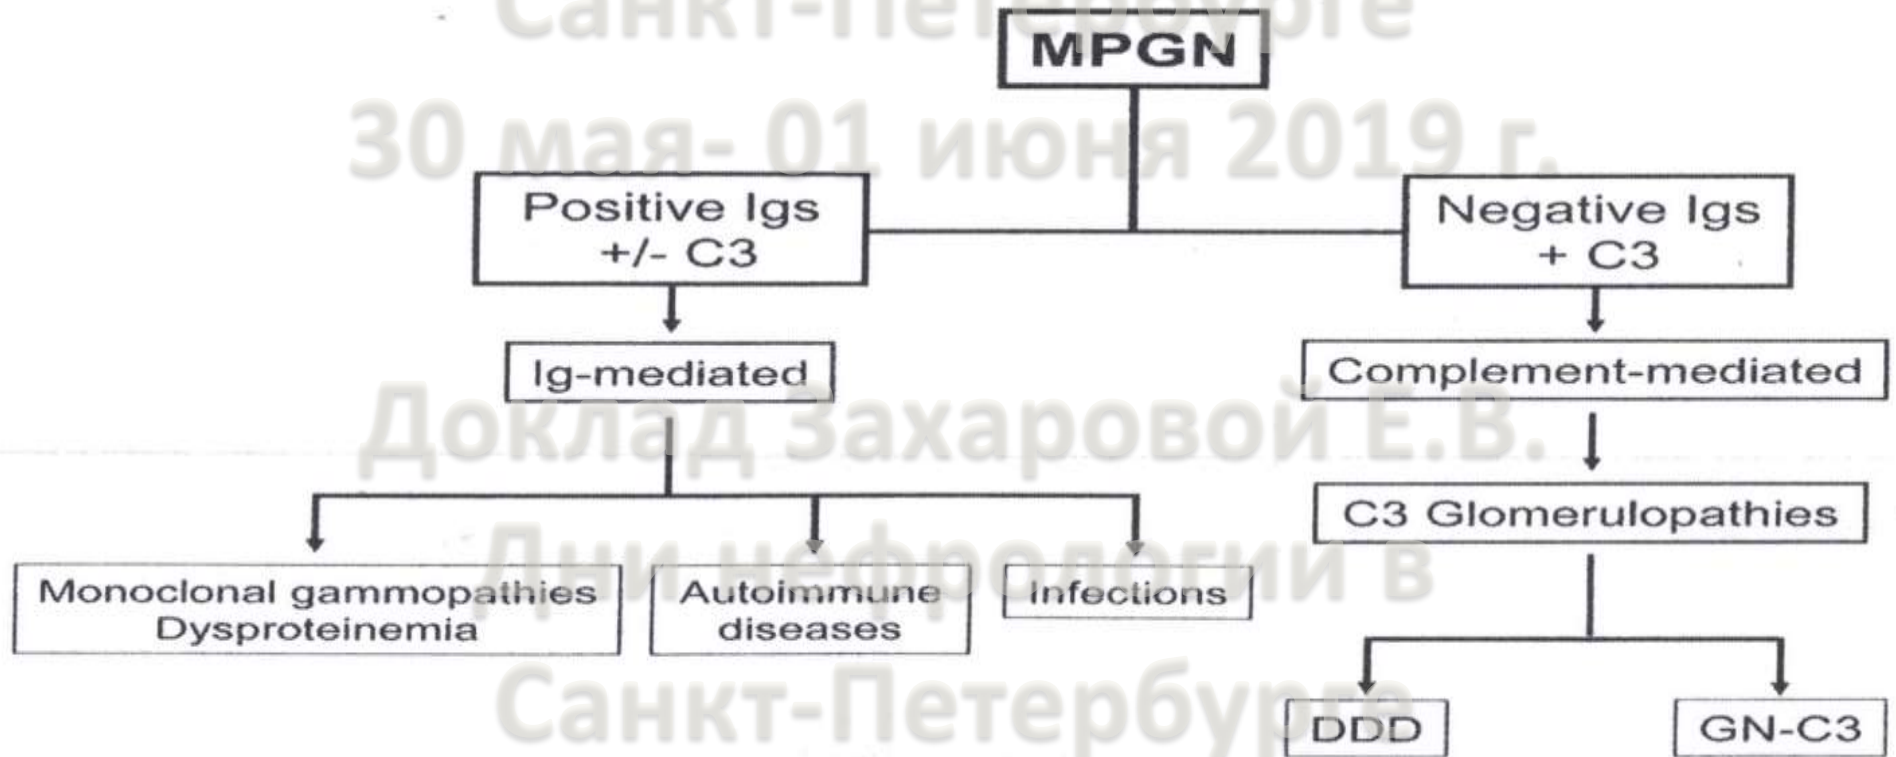 Санкт-Петербурге
MPGN
30 мая- 01 июня 2019 г.
Positive Igs
+/- C3
Negative Igs
+ C3
Ig-mediated
Complement-mediated
Доклад Захаровой Е.В.
C3 Glomerulopathies
Дни нефрологии в
Monoclonal gammopathies
Dysproteinemia
Autoimmune
diseases
Infections
Санкт-Петербурге
DDD
GN-C3